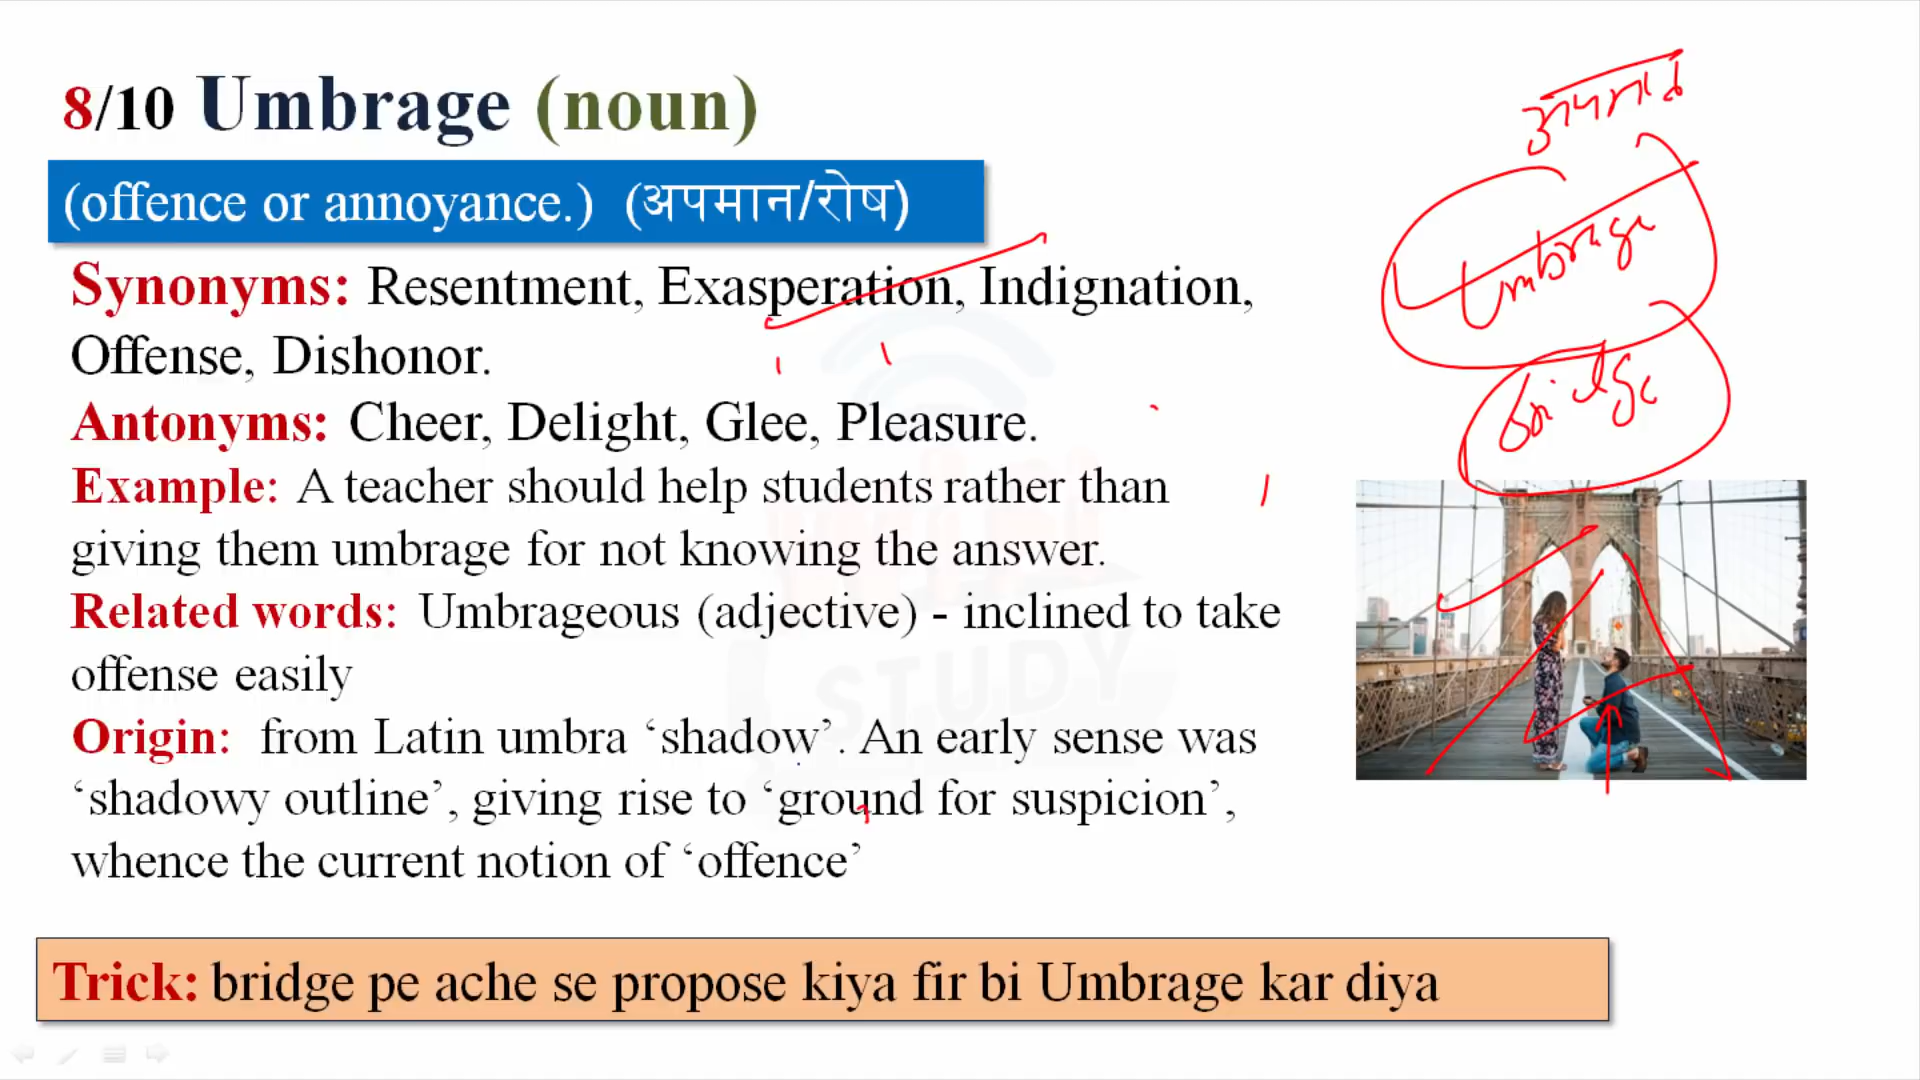 8/10 Umbrage (noun)
(offence or annoyance.) (अपमान/रोष)
Synonyms: Resentment, Exasperation, Indignation,
Offense, Dishonor.
Antonyms: Cheer, Delight, Glee, Pleasure.
Example: A teacher should help students rather than
giving them umbrage for not knowing the answer.
Related words: Umbrageous (adjective) - inclined to take
offense easily
Origin: from Latin umbra ‘shadow’. An early sense was
‘shadowy outline’, giving rise to ‘ground for suspicion’,
whence the current notion of ‘offence’
अपमान
Umbrage
bridge
STUDY
Trick: bridge pe ache se propose kiya fir bi Umbrage kar diya